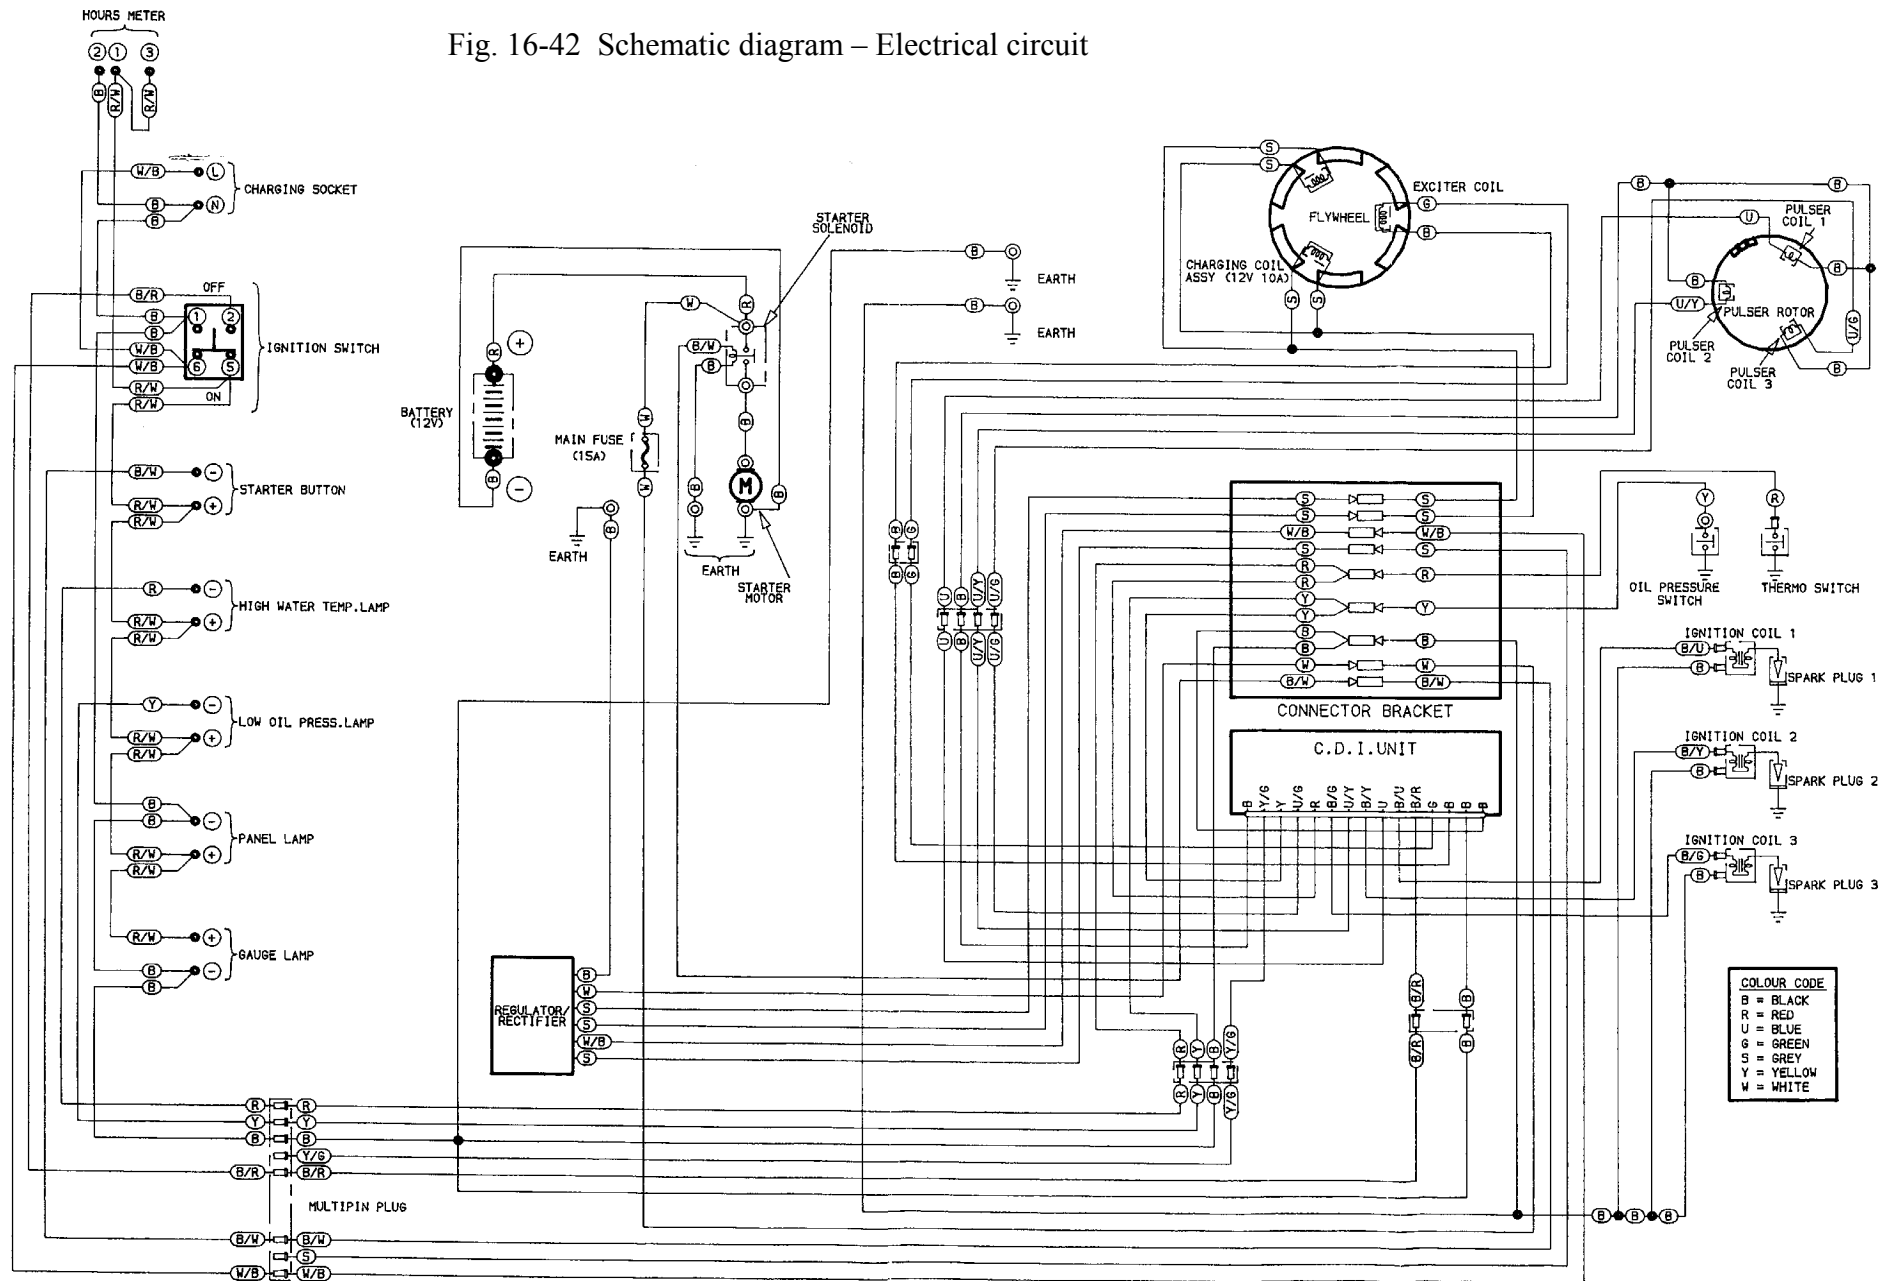 Fig. 16-42 Schematic diagram – Electrical circuit
HOURS METER
2 1 3
B R/W R/W
W/B L
B N
B
CHARGING SOCKET
B/R OFF
B 1 2
B
W/B
W/B 6 5
R/W ON
R/W
IGNITION SWITCH
B/W -
R/W +
R/W
STARTER BUTTON
R -
R/W +
R/W
HIGH WATER TEMP.LAMP
Y -
R/W +
R/W
LOW OIL PRESS.LAMP
B
B -
R/W +
R/W
PANEL LAMP
R/W +
B -
B
GAUGE LAMP
R R
Y Y
B B
Y/G
B/R B/R
MULTIPIN PLUG
B/W B/W
S
W/B W/B
STARTER
SOLENOID
R +
BATTERY
(12V)
B -
W R
B/W
B
W
MAIN FUSE
(15A)
W
B
M
B
B
B
EARTH
EARTH
STARTER
MOTOR
REGULATOR/
RECTIFIER
B
W
S
S
W/B
S
B EARTH
B EARTH
S
S
EXCITER COIL
G
FLYWHEEL
B
CHARGING COIL
ASSY (12V 10A)
S S
B B
U
PULSER
COIL 1
B
B
U/Y
PULSER ROTOR
U/G
PULSER
COIL 2
PULSER
COIL 3
B
B G
B G
U B U/Y U/G
U B U/Y U/G
S S
S S
W/B W/B
S S
R R
R
Y Y
Y
B B
B
W W
B/W B/W
CONNECTOR BRACKET
C.D.I.UNIT
B Y/G Y U/G R B/G U/Y B/Y U B/U B/R G B B B
R Y B Y/G
R Y B Y/G
B/R B
B/R B
Y R
OIL PRESSURE
SWITCH
THERMO SWITCH
IGNITION COIL 1
B/U
B
SPARK PLUG 1
IGNITION COIL 2
B/Y
B
SPARK PLUG 2
IGNITION COIL 3
B/G
B
SPARK PLUG 3
B B B
COLOUR CODE
B = BLACK
R = RED
U = BLUE
G = GREEN
S = GREY
Y = YELLOW
W = WHITE